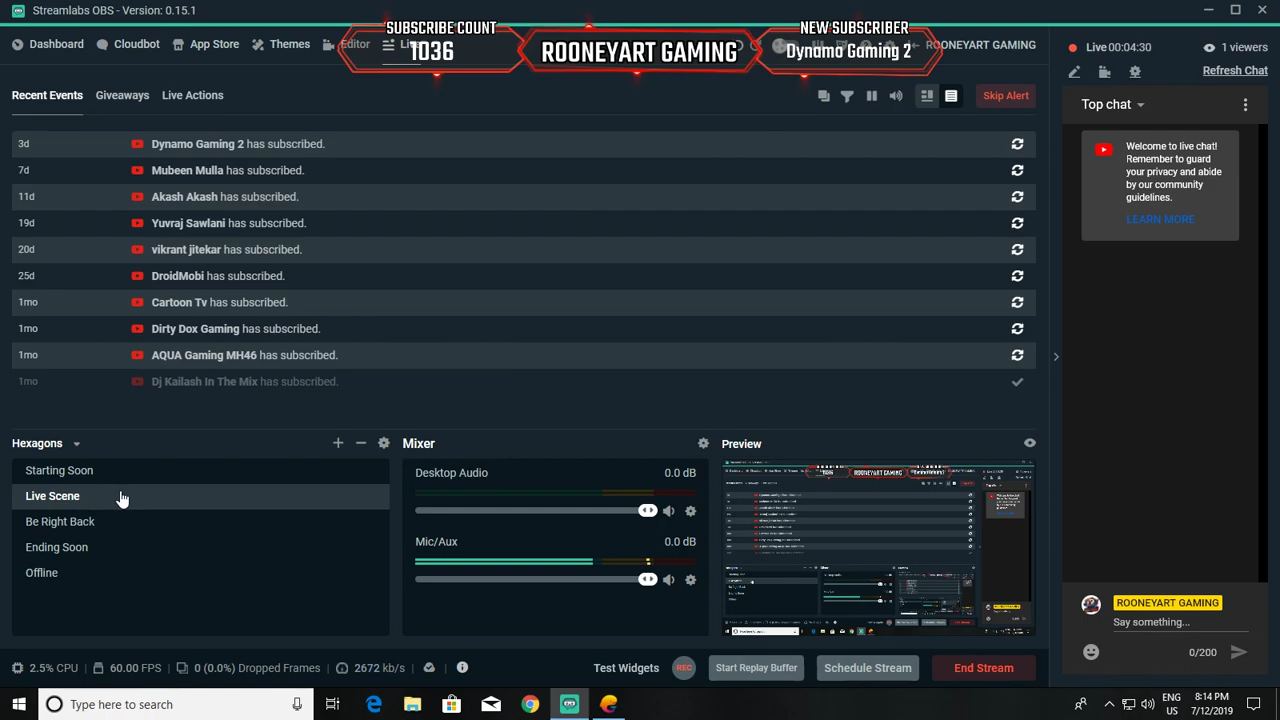 Streamlabs OBS - Version: 0.15.1
SUBSCRIBE COUNT
1036
ROONEYART GAMING
NEW SUBSCRIBER
Dynamo Gaming 2
Cloudbot
App Store
Themes
Editor
ROONEYART GAMING
Live 00:04:30
1 viewers
Refresh Chat
Recent Events
Giveaways
Live Actions
Skip Alert
3d Dynamo Gaming 2 has subscribed.
7d Mubeen Mulla has subscribed.
11d Akash Akash has subscribed.
19d Yuvraj Sawlani has subscribed.
20d vikrant jitekar has subscribed.
25d DroidMobi has subscribed.
1mo Cartoon Tv has subscribed.
1mo Dirty Dox Gaming has subscribed.
1mo AQUA Gaming MH46 has subscribed.
1mo Dj Kailash In The Mix has subscribed.
Top chat
Welcome to live chat!
Remember to guard
your privacy and abide
by our community
guidelines.
LEARN MORE
Hexagons
Starting Soon
Live Scene
Be Right Back
Ending Soon
Offline
Mixer
Desktop Audio 0.0 dB
Mic/Aux 0.0 dB
Preview
ROONEYART GAMING
Say something...
0/200
2.5% CPU
60.00 FPS
0 (0.0%) Dropped Frames
2672 kb/s
Test Widgets
REC
Start Replay Buffer
Schedule Stream
End Stream
Type here to search
ENG
US
8:14 PM
7/12/2019